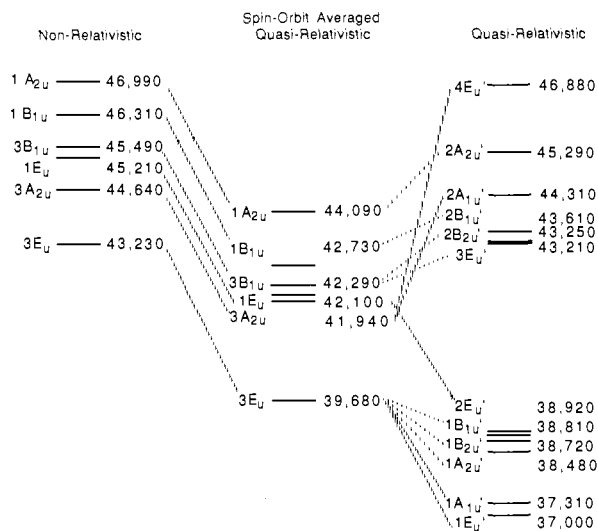 Non-Relativistic
1 A2u 46,990
1 B1u 46,310
3B1u 45,490
1Eu 45,210
3A2u 44,640
3Eu 43,230
Spin-Orbit Averaged
Quasi-Relativistic
1A2u 44,090
1B1u 42,730
3B1u 42,290
1Eu 42,100
3A2u 41,940
3Eu 39,680
Quasi-Relativistic
4Eu' 46,880
2A2u' 45,290
2A1u' 44,310
2B1u' 43,610
2B2u' 43,250
3Eu' 43,210
2Eu' 38,920
1B1u' 38,810
1B2u' 38,720
1A2u' 38,480
1A1u' 37,310
1Eu' 37,000